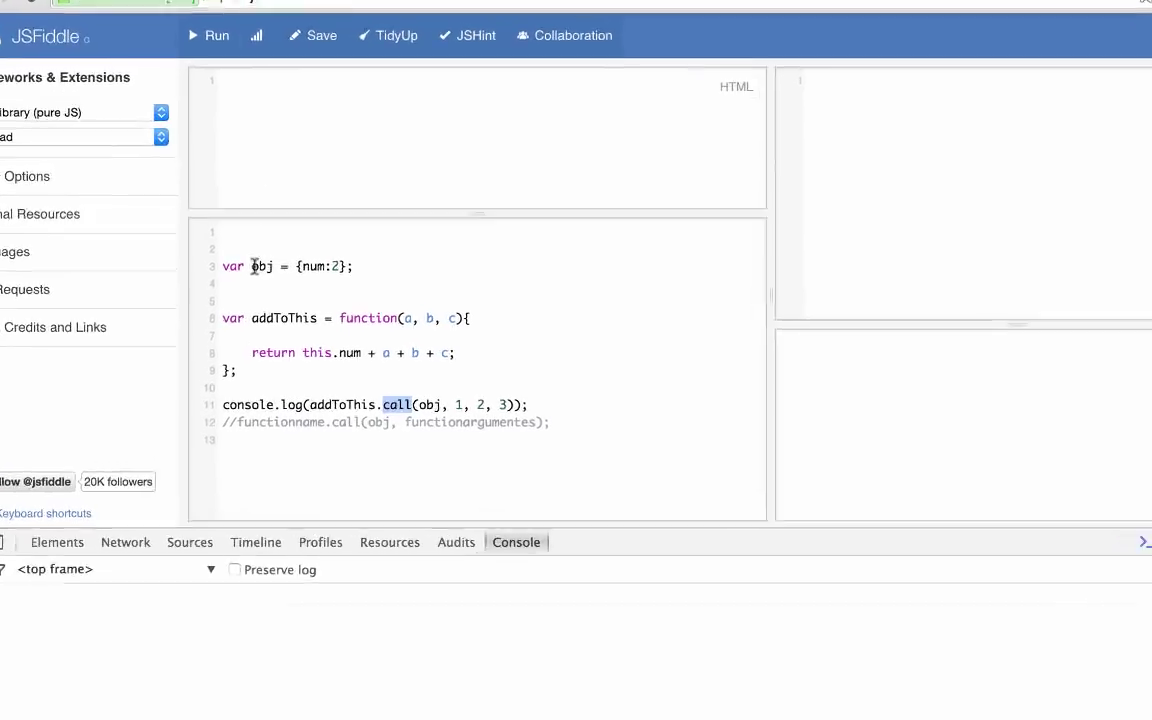 JSFiddle
Run
Save
TidyUp
JSHint
Collaboration
eworks & Extensions
ibrary (pure JS)
ad
Options
nal Resources
uages
Requests
Credits and Links
llow @jsfiddle
20K followers
Keyboard shortcuts
1
HTML
1
2
3 var obj = {num:2};
4
5
6 var addToThis = function(a, b, c){
7
8 return this.num + a + b + c;
9 };
10
11 console.log(addToThis.call(obj, 1, 2, 3));
12 //functionname.call(obj, functionargumentes);
13
Elements Network Sources Timeline Profiles Resources Audits Console
<top frame>
Preserve log